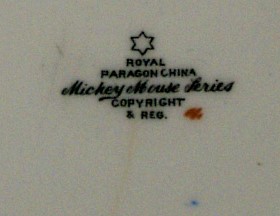 ROYAL
PARAGON CHINA
Mickey Mouse Series
COPYRIGHT
& REG.